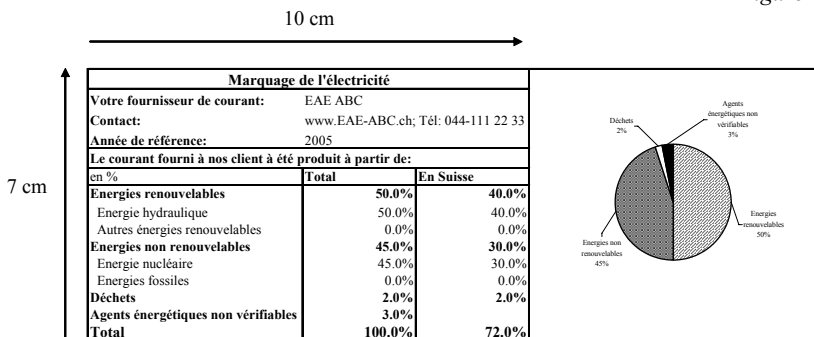 10 cm
7 cm
Marquage de l'électricité
Votre fournisseur de courant: EAE ABC
Contact: www.EAE-ABC.ch; Tél: 044-111 22 33
Année de référence: 2005
Le courant fourni à nos client à été produit à partir de:
en % Total En Suisse
Energies renouvelables 50.0% 40.0%
Energie hydraulique 50.0% 40.0%
Autres énergies renouvelables 0.0% 0.0%
Energies non renouvelables 45.0% 30.0%
Energie nucléaire 45.0% 30.0%
Energies fossiles 0.0% 0.0%
Déchets 2.0% 2.0%
Agents énergétiques non vérifiables 3.0%
Total 100.0% 72.0%
Déchets
2%
Agents
énergétiques non
vérifiables
3%
Energies
renouvelables
50%
Energies non
renouvelables
45%